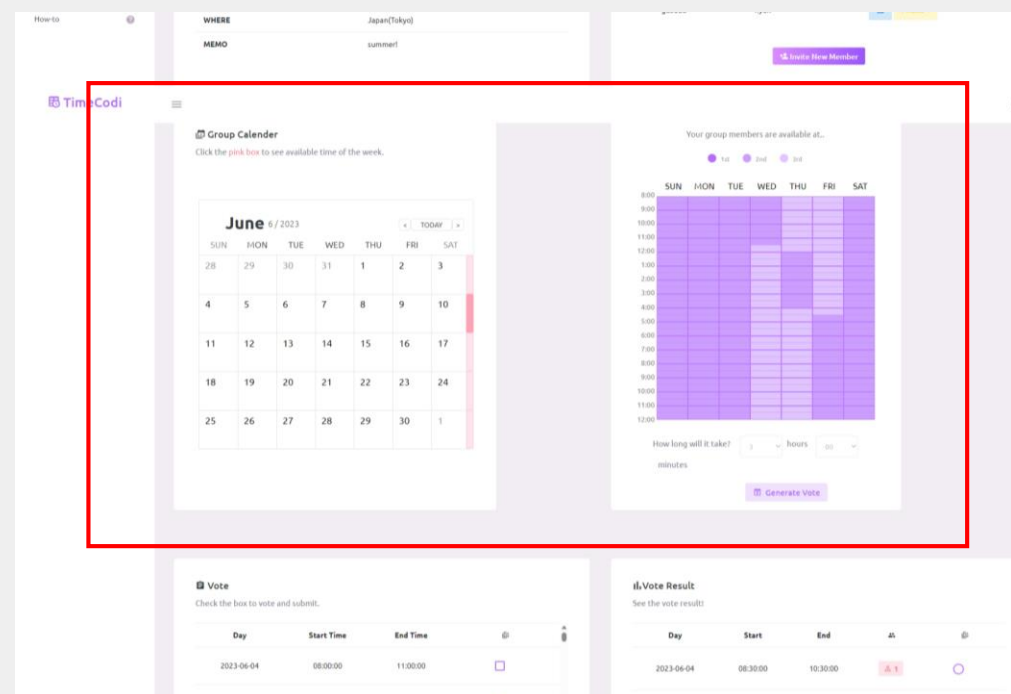 How-to
WHERE
Japan(Tokyo)
MEMO
summer!
Invite New Member
TimeCodi
Group Calender
Click the pink box to see available time of the week.
June 6 / 2023
< TODAY >
SUN MON TUE WED THU FRI SAT
28 29 30 31 1 2 3
4 5 6 7 8 9 10
11 12 13 14 15 16 17
18 19 20 21 22 23 24
25 26 27 28 29 30 1
Your group members are available at..
1st 2nd 3rd
SUN MON TUE WED THU FRI SAT
8:00
9:00
10:00
11:00
12:00
1:00
2:00
3:00
4:00
5:00
6:00
7:00
8:00
9:00
10:00
11:00
12:00
How long will it take? 3 hours 00
minutes
Generate Vote
Vote
Check the box to vote and submit.
Day Start Time End Time
2023-06-04 08:00:00 11:00:00
Vote Result
See the vote result!
Day Start End
2023-06-04 08:30:00 10:30:00 1